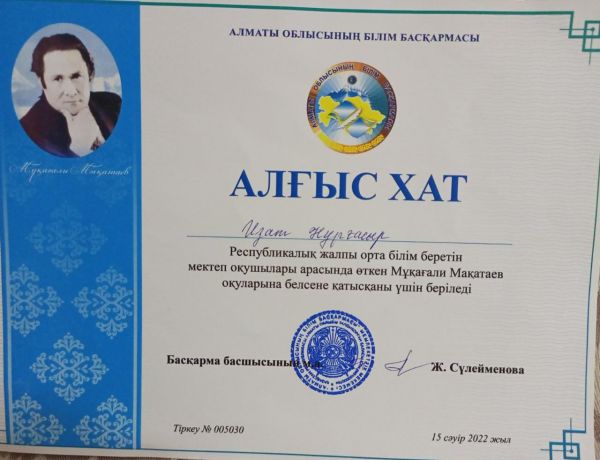 АЛМАТЫ ОБЛЫСЫНЫҢ БІЛІМ БАСҚАРМАСЫ
Мұқағали Мақатаев
АЛҒЫС ХАТ
Изат Нұрғасыр
Республикалық жалпы орта білім беретін
мектеп оқушылары арасында өткен Мұқағали Мақатаев
оқуларына белсене қатысқаны үшін беріледі
Басқарма басшысының м.а.
Ж. Сүлейменова
Тіркеу № 005030
15 сәуір 2022 жыл